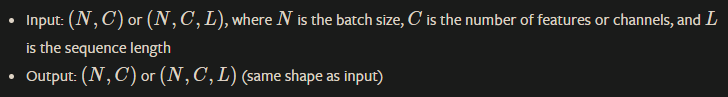 • Input: (N, C) or (N, C, L), where N is the batch size, C is the number of features or channels, and L
is the sequence length
• Output: (N, C) or (N, C, L) (same shape as input)